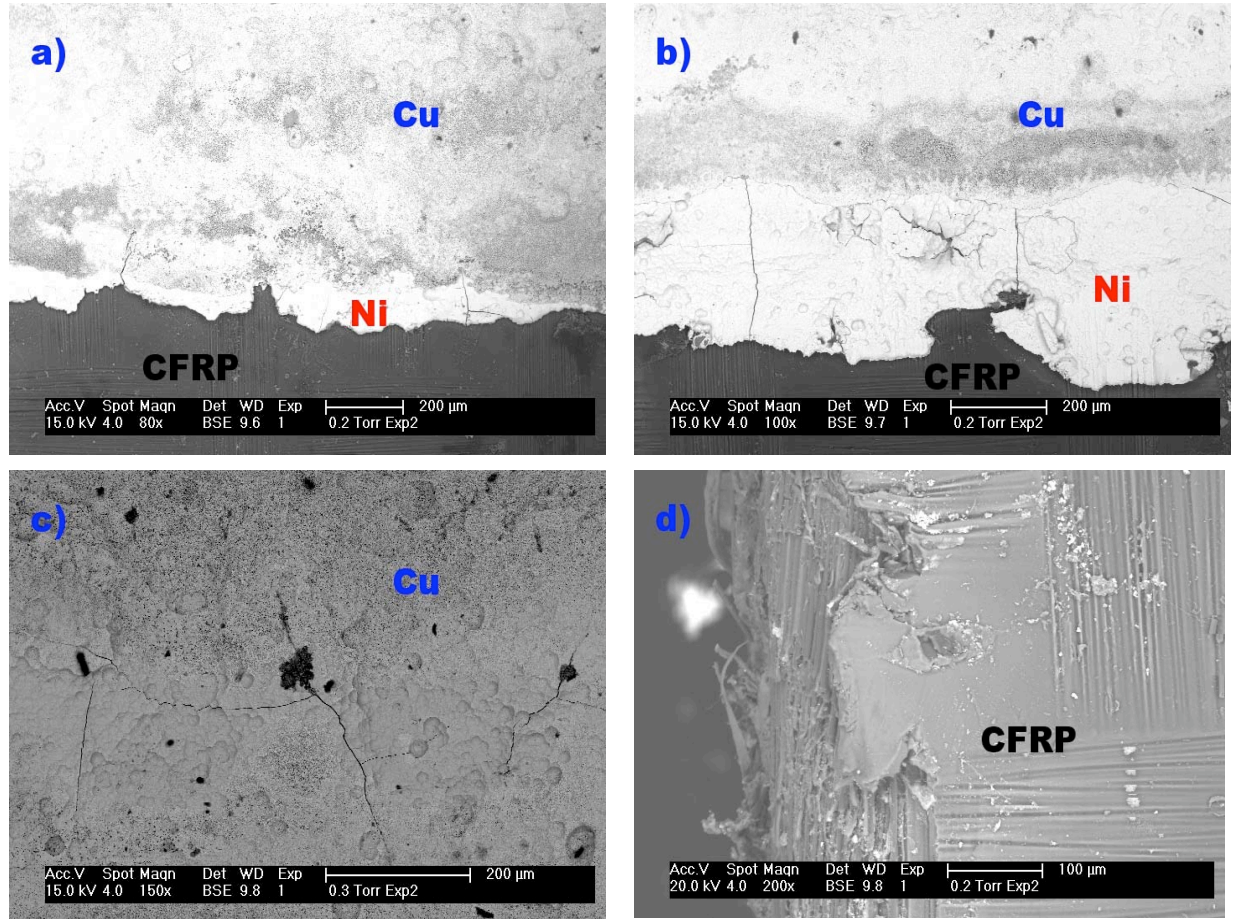 a)
Cu
Ni
CFRP
Acc.V Spot Magn Det WD Exp 200 µm
15.0 kV 4.0 80x BSE 9.6 1 0.2 Torr Exp2
b)
Cu
Ni
CFRP
Acc.V Spot Magn Det WD Exp 200 µm
15.0 kV 4.0 100x BSE 9.7 1 0.2 Torr Exp2
c)
Cu
Acc.V Spot Magn Det WD Exp 200 µm
15.0 kV 4.0 150x BSE 9.8 1 0.3 Torr Exp2
d)
CFRP
Acc.V Spot Magn Det WD Exp 100 µm
20.0 kV 4.0 200x BSE 9.8 1 0.2 Torr Exp2